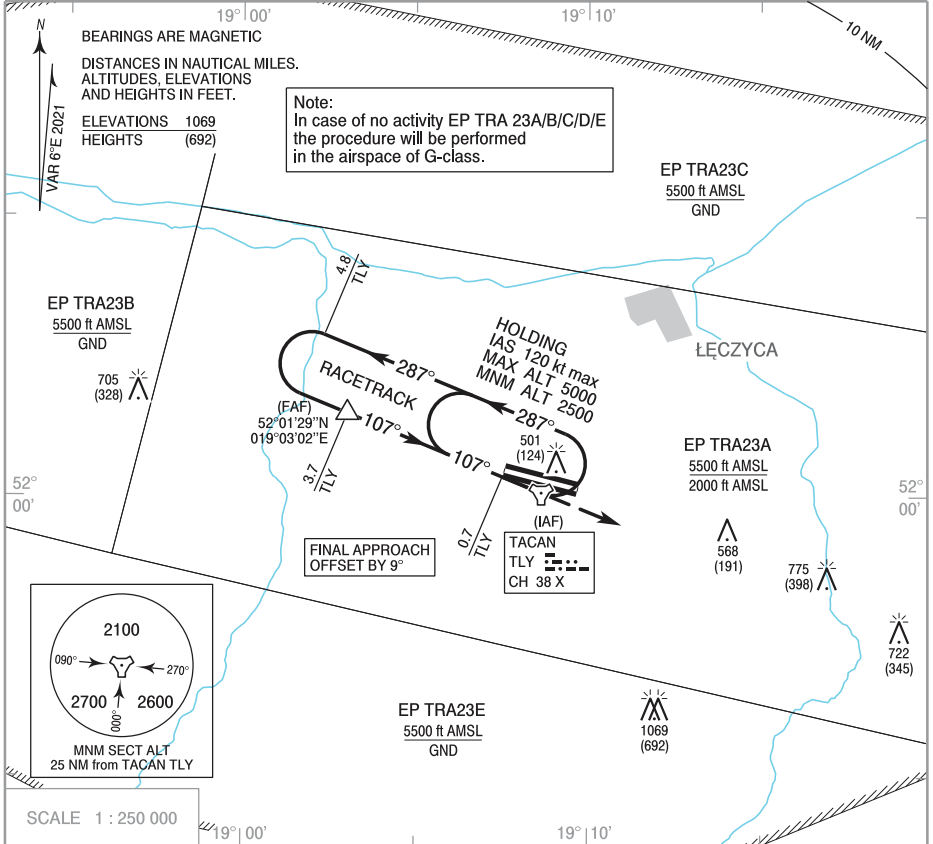 19° 00'
19° 10'
10 NM
N
VAR 6°E 2021
BEARINGS ARE MAGNETIC
DISTANCES IN NAUTICAL MILES.
ALTITUDES, ELEVATIONS
AND HEIGHTS IN FEET.
ELEVATIONS 1069
HEIGHTS (692)
Note:
In case of no activity EP TRA 23A/B/C/D/E
the procedure will be performed
in the airspace of G-class.
EP TRA23C
5500 ft AMSL
GND
EP TRA23B
5500 ft AMSL
GND
705
(328)
4.8
TLY
HOLDING
IAS 120 kt max
MAX ALT 5000
MNM ALT 2500
ŁĘCZYCA
287°
RACETRACK
287°
(FAF)
52°01'29"N
019°03'02"E
107°
107°
501
(124)
3.7
TLY
0.7
TLY
(IAF)
TACAN
TLY
CH 38 X
FINAL APPROACH
OFFSET BY 9°
EP TRA23A
5500 ft AMSL
2000 ft AMSL
52°
00'
52°
00'
568
(191)
775
(398)
722
(345)
1069
(692)
EP TRA23E
5500 ft AMSL
GND
2100
090°
270°
2700
2600
000°
MNM SECT ALT
25 NM from TACAN TLY
SCALE 1 : 250 000
19° 00'
19° 10'